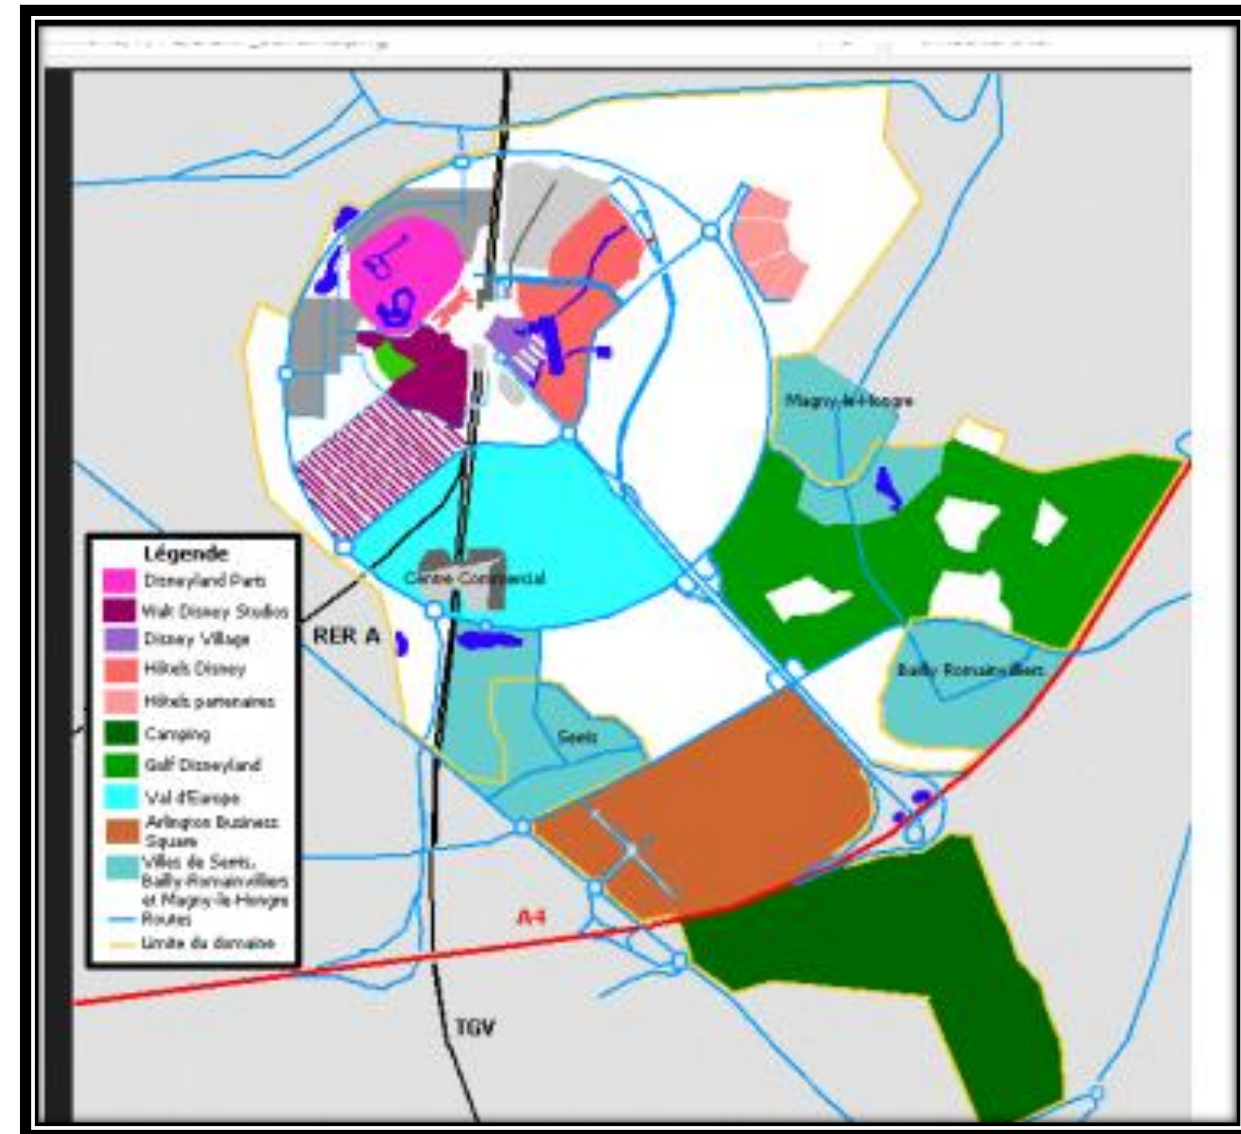 Magny-le-Hongre
Centre Commercial
Légende
Disneyland Paris
Walt Disney Studios
Disney Village
Hôtels Disney
Hôtels partenaires
Camping
Golf Disneyland
Val d'Europe
Arlington Business
Square
Villes de Serris,
Bailly-Romainvilliers
et Magny-le-Hongre
Routes
Limite du domaine
RER A
Bailly Romainvilliers
Serris
A4
TGV